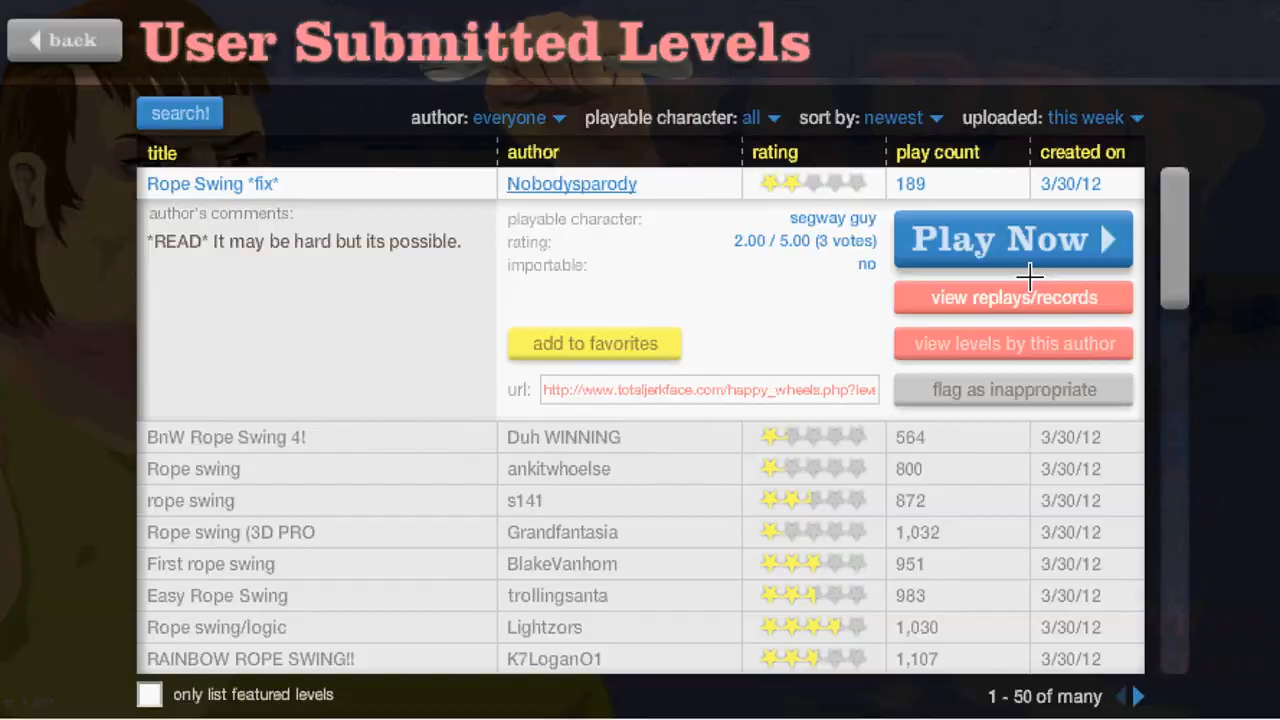 back
User Submitted Levels
search!
author: everyone playable character: all sort by: newest uploaded: this week
title author rating play count created on
Rope Swing *fix* Nobodysparody 189 3/30/12
author's comments:
*READ* It may be hard but its possible.
playable character: segway guy
rating: 2.00 / 5.00 (3 votes)
importable: no
add to favorites
url: http://www.totaljerkface.com/happy_wheels.php?leve
Play Now
view replays/records
view levels by this author
flag as inappropriate
BnW Rope Swing 4! Duh WINNING 564 3/30/12
Rope swing ankitwhoelse 800 3/30/12
rope swing s141 872 3/30/12
Rope swing (3D PRO Grandfantasia 1,032 3/30/12
First rope swing BlakeVanhorn 951 3/30/12
Easy Rope Swing trollingsanta 983 3/30/12
Rope swing/logic Lightzors 1,030 3/30/12
RAINBOW ROPE SWING!! K7LoganO1 1,107 3/30/12
only list featured levels
1 - 50 of many